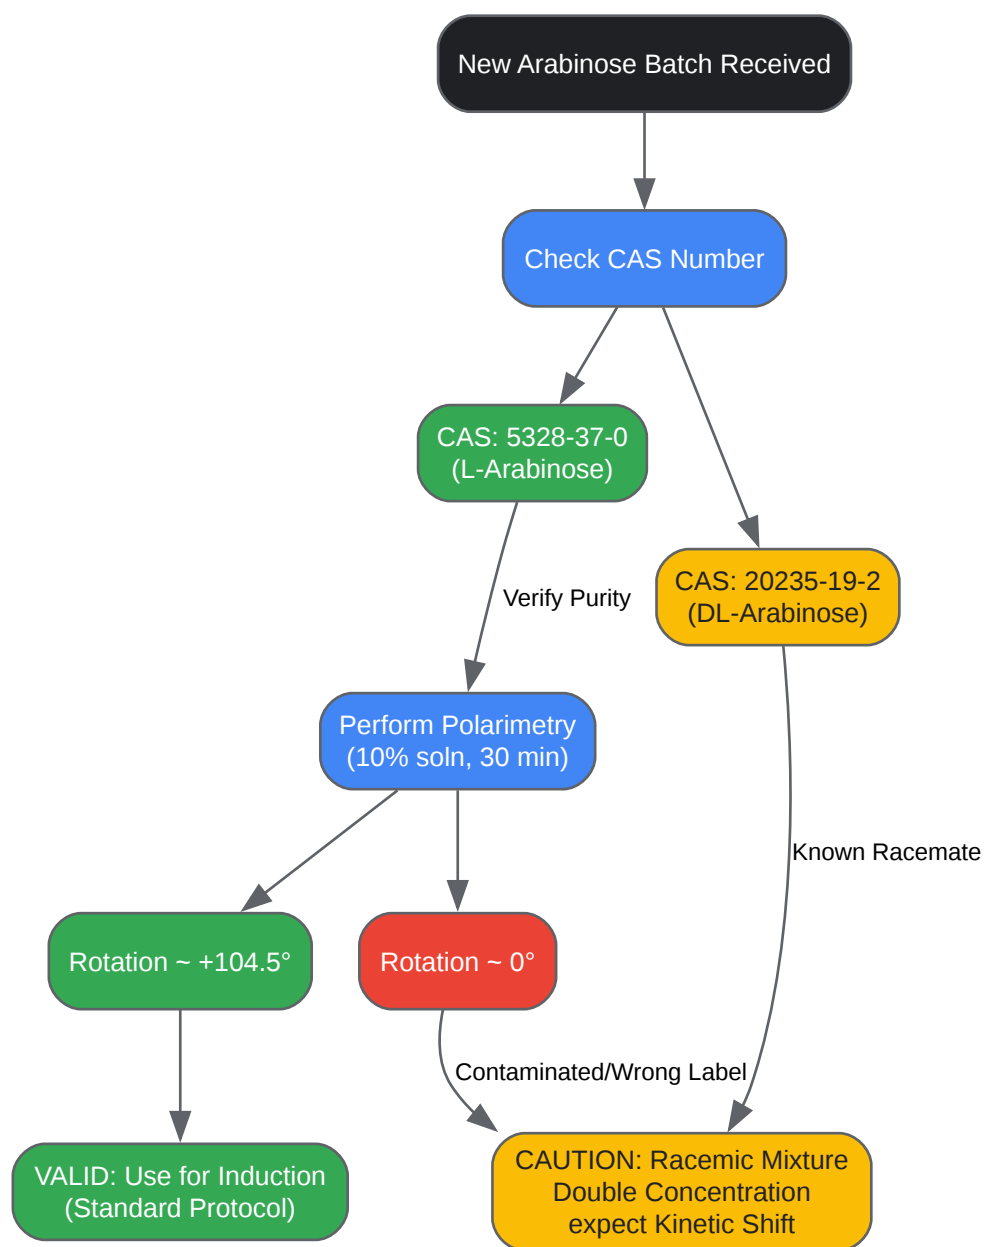 New Arabinose Batch Received
Check CAS Number
CAS: 5328-37-0
(L-Arabinose)
Verify Purity
CAS: 20235-19-2
(DL-Arabinose)
Perform Polarimetry
(10% soln, 30 min)
Known Racemate
Rotation ~ +104.5°
Rotation ~ 0°
Contaminated/Wrong Label
VALID: Use for Induction
(Standard Protocol)
CAUTION: Racemic Mixture
Double Concentration
expect Kinetic Shift